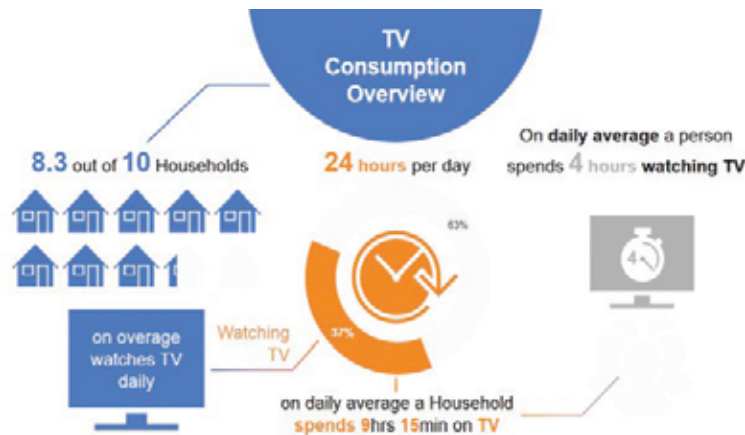 TV
Consumption
Overview
8.3 out of 10 Households
24 hours per day
On daily average a person
spends 4 hours watching TV
63%
4
37%
on overage
watches TV
daily
Watching
TV
on daily average a Household
spends 9hrs 15min on TV